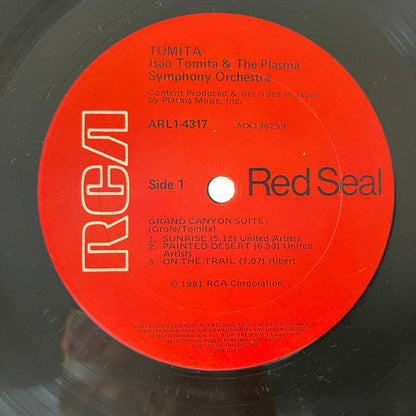 TOMITA
Isao Tomita & The Plasma
Symphony Orchestra
Content Produced & Recorded in Japan
by Plasma Music, Inc.
ARL1-4317 MX196259
RCA
Side 1
Red Seal
GRAND CANYON SUITE:
(Grofe/Tomita)
1. SUNRISE (5.12) United Artists
2. PAINTED DESERT (6.53) United
Artists
3. ON THE TRAIL (7.07) Albert
℗ © 1981 RCA Corporation